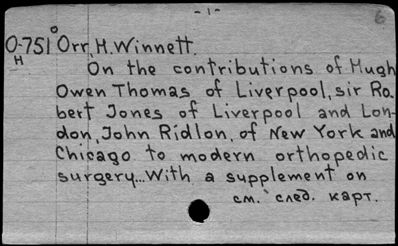 -1-
6
O-751 Orr, H. Winnett.
H
On the contributions of Hugh
Owen Thomas of Liverpool, sir Ro-
bert Jones of Liverpool and Lon-
don, John Ridlon, of New York and
Chicago to modern orthopedic
surgery... With a supplement on
см. след. карт.